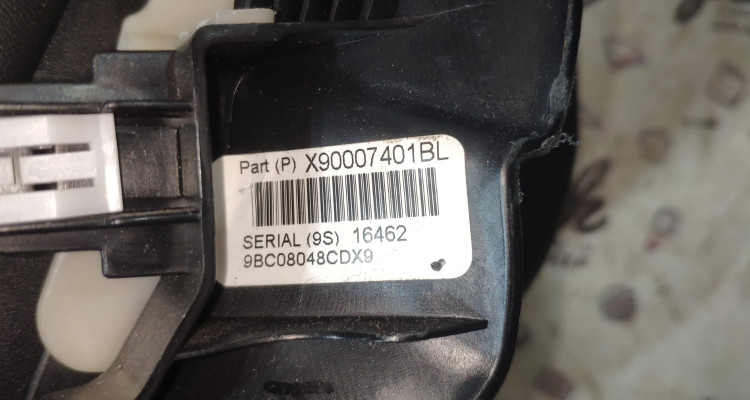 Part (P) X90007401BL
SERIAL (9S) 16462
9BC08048CDX9